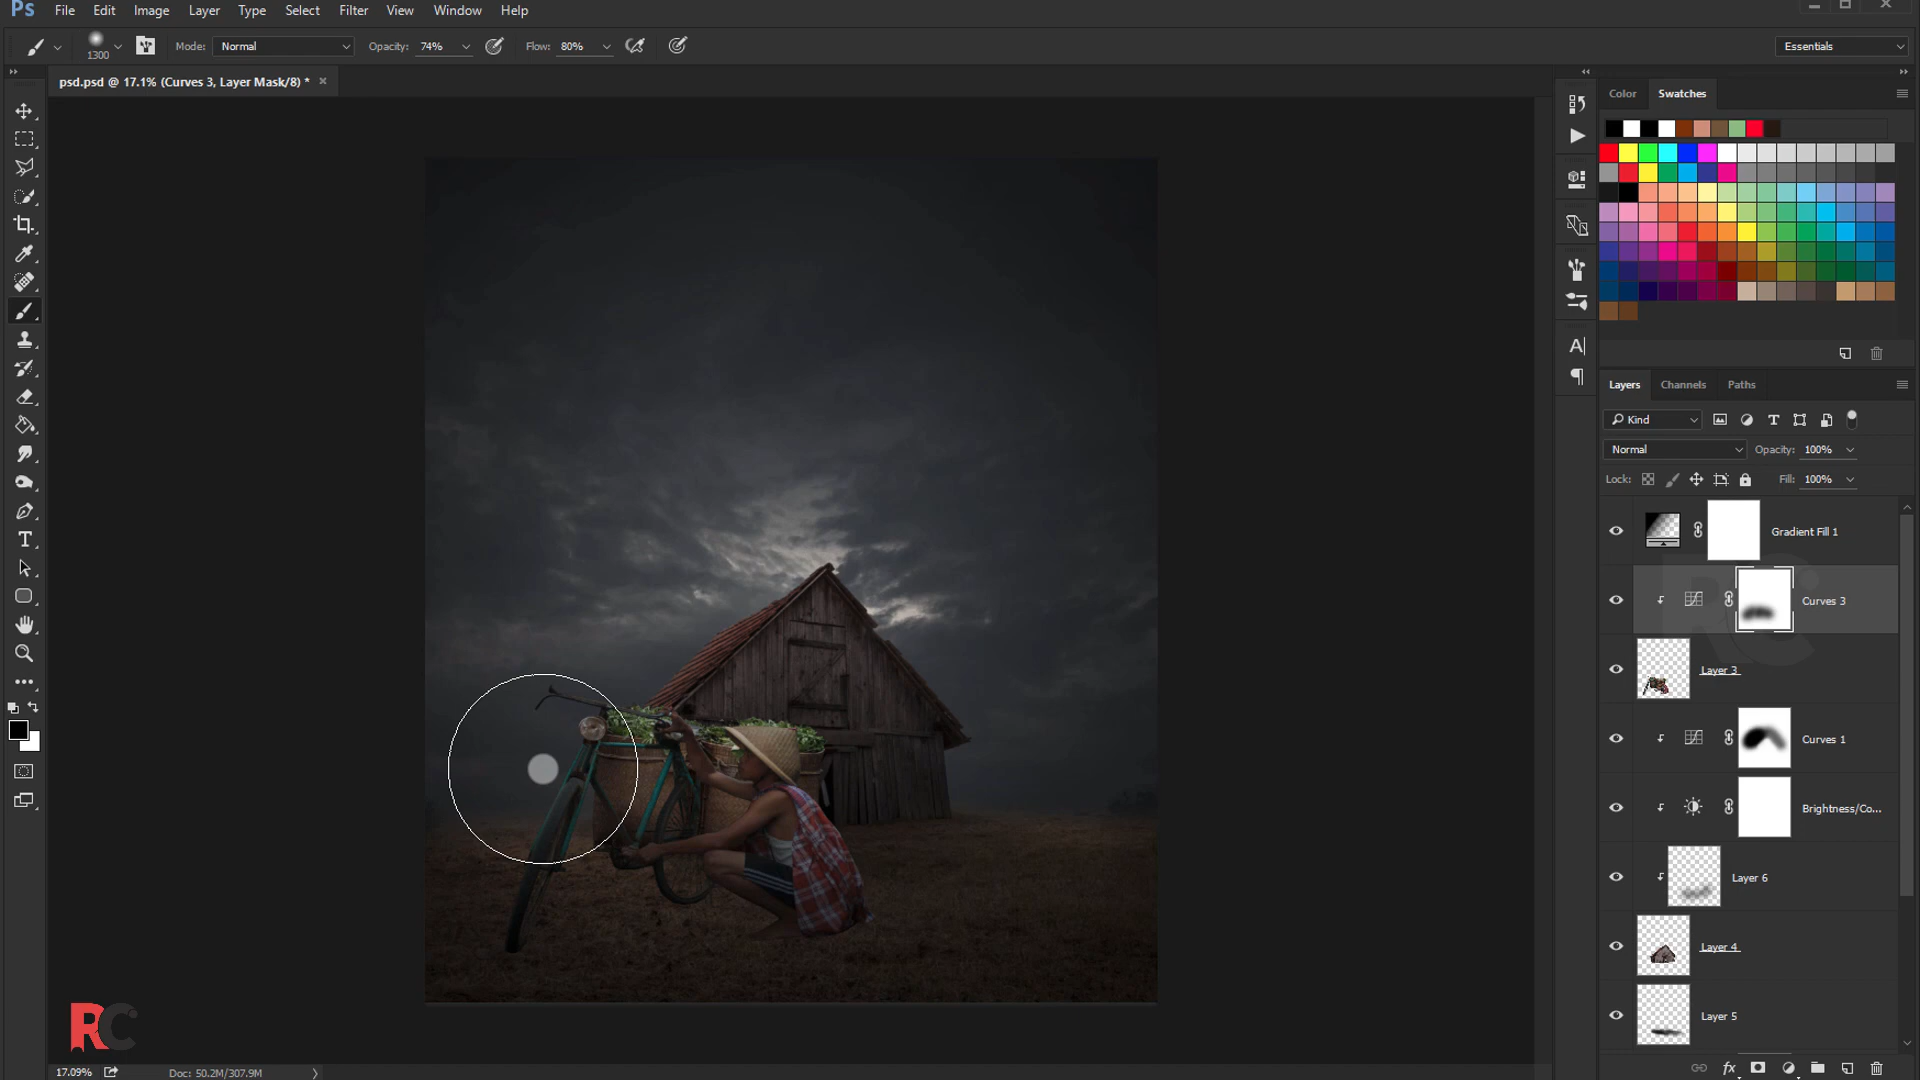 Ps File Edit Image Layer Type Select Filter View Window Help
1300 Mode: Normal Opacity: 74% Flow: 80% Essentials
psd.psd @ 17.1% (Curves 3, Layer Mask/8) *
Color Swatches
A
Layers Channels Paths
Kind T
Normal Opacity: 100%
Lock: Fill: 100%
Gradient Fill 1
Curves 3
Layer 3
Curves 1
Brightness/Co...
Layer 6
Layer 4
Layer 5
T
RC
RC
17.09% Doc: 50.2M/307.9M
fx